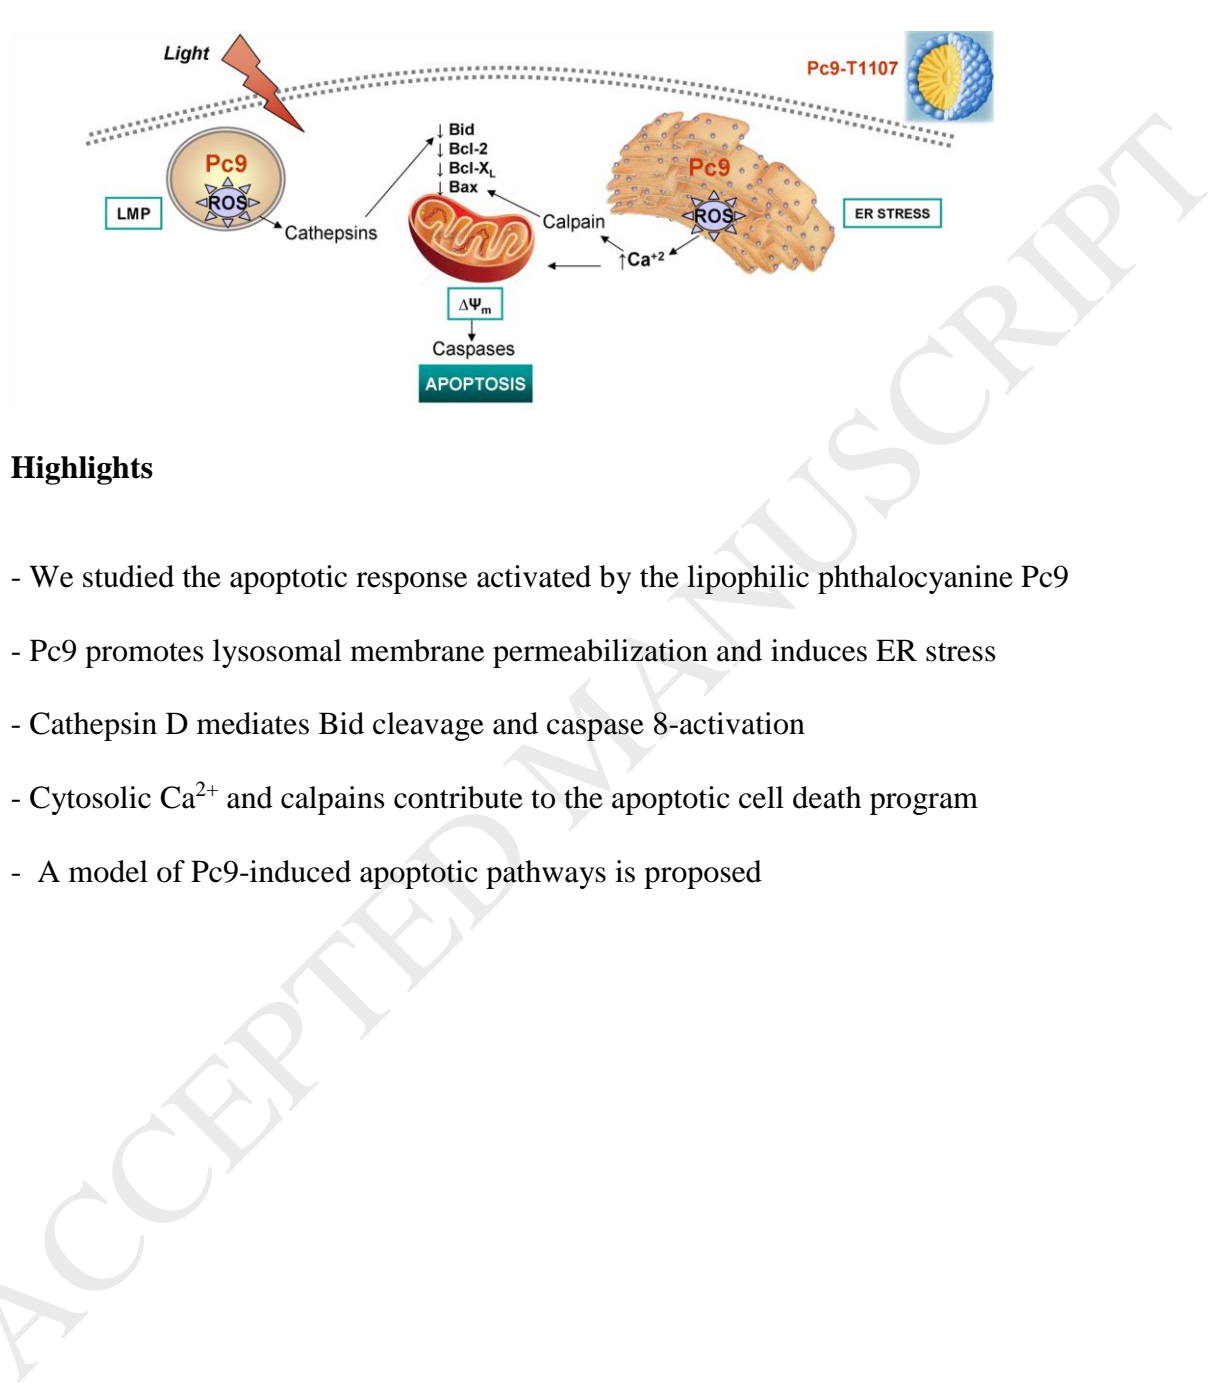 Light
Pc9-T1107
↓ Bid
↓ Bcl-2
↓ Bcl-XL
↓ Bax
Pc9
ROS
LMP
Cathepsins
Calpain
Pc9
ROS
ER STRESS
↑Ca+2
ΔΨm
Caspases
APOPTOSIS
Highlights
- We studied the apoptotic response activated by the lipophilic phthalocyanine Pc9
- Pc9 promotes lysosomal membrane permeabilization and induces ER stress
- Cathepsin D mediates Bid cleavage and caspase 8-activation
- Cytosolic Ca2+ and calpains contribute to the apoptotic cell death program
- A model of Pc9-induced apoptotic pathways is proposed
ACCEPTED MANUSCRIPT